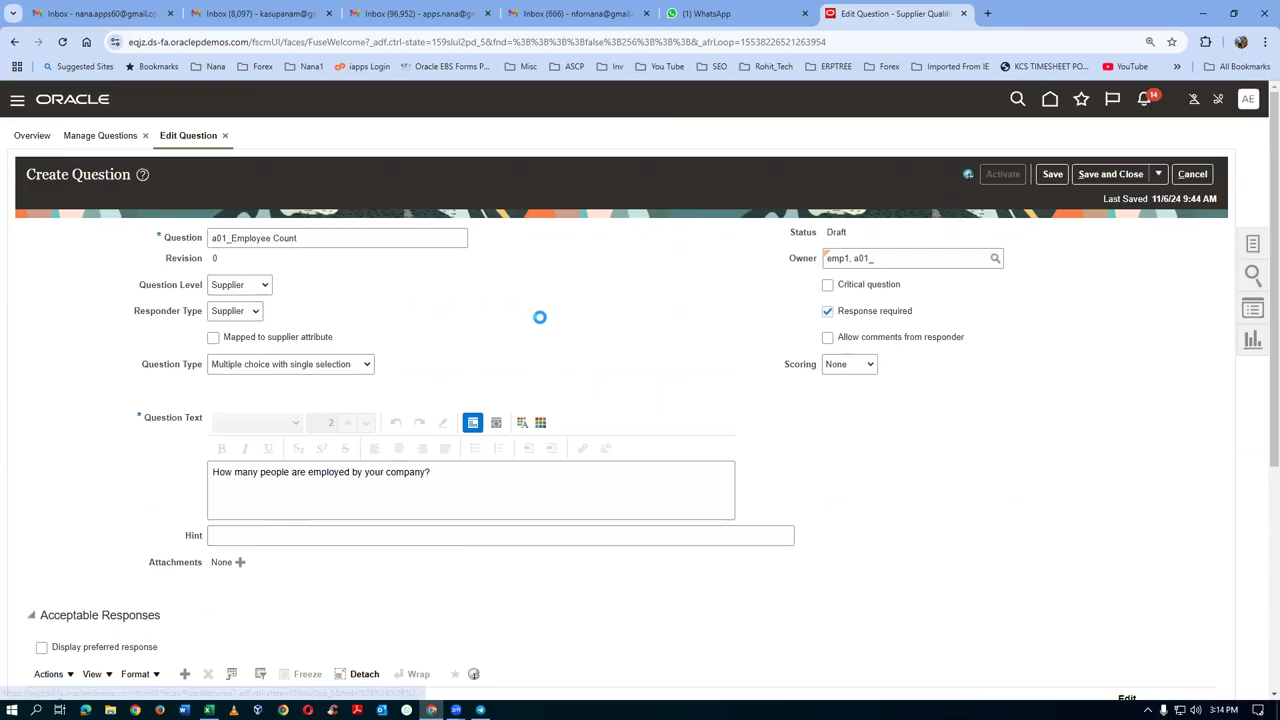 Inbox - nana.apps60@gmail.co
Inbox (8,097) - kasupanam@gm
Inbox (96,952) - apps.nana@gm
Inbox (666) - nfornana@gmail.
(1) WhatsApp
Edit Question - Supplier Qualifi
eqjz.ds-fa.oraclepdemos.com/fscmUI/faces/FuseWelcome?_adf.ctrl-state=159slul2pd_5&fnd=%3B%3B%3B%3Bfalse%3B256%3B%3B%3B&_afrLoop=15538226521263954
Suggested Sites
Bookmarks
Nana
Forex
Nana1
iapps Login
Oracle EBS Forms P...
Misc
ASCP
Inv
You Tube
SEO
Rohit_Tech
ERPTREE
Forex
Imported From IE
KCS TIMESHEET PO...
YouTube
»
All Bookmarks
ORACLE
14
AE
Overview
Manage Questions
Edit Question
Create Question
Activate
Save
Save and Close
Cancel
Last Saved 11/6/24 9:44 AM
* Question a01_Employee Count
Status Draft
Revision 0
Owner emp1, a01_
Question Level Supplier
Critical question
Responder Type Supplier
Response required
Mapped to supplier attribute
Allow comments from responder
Question Type Multiple choice with single selection
Scoring None
* Question Text
2
How many people are employed by your company?
Hint
Attachments None
Acceptable Responses
Display preferred response
Actions View Format Freeze Detach Wrap
Edit
3:14 PM